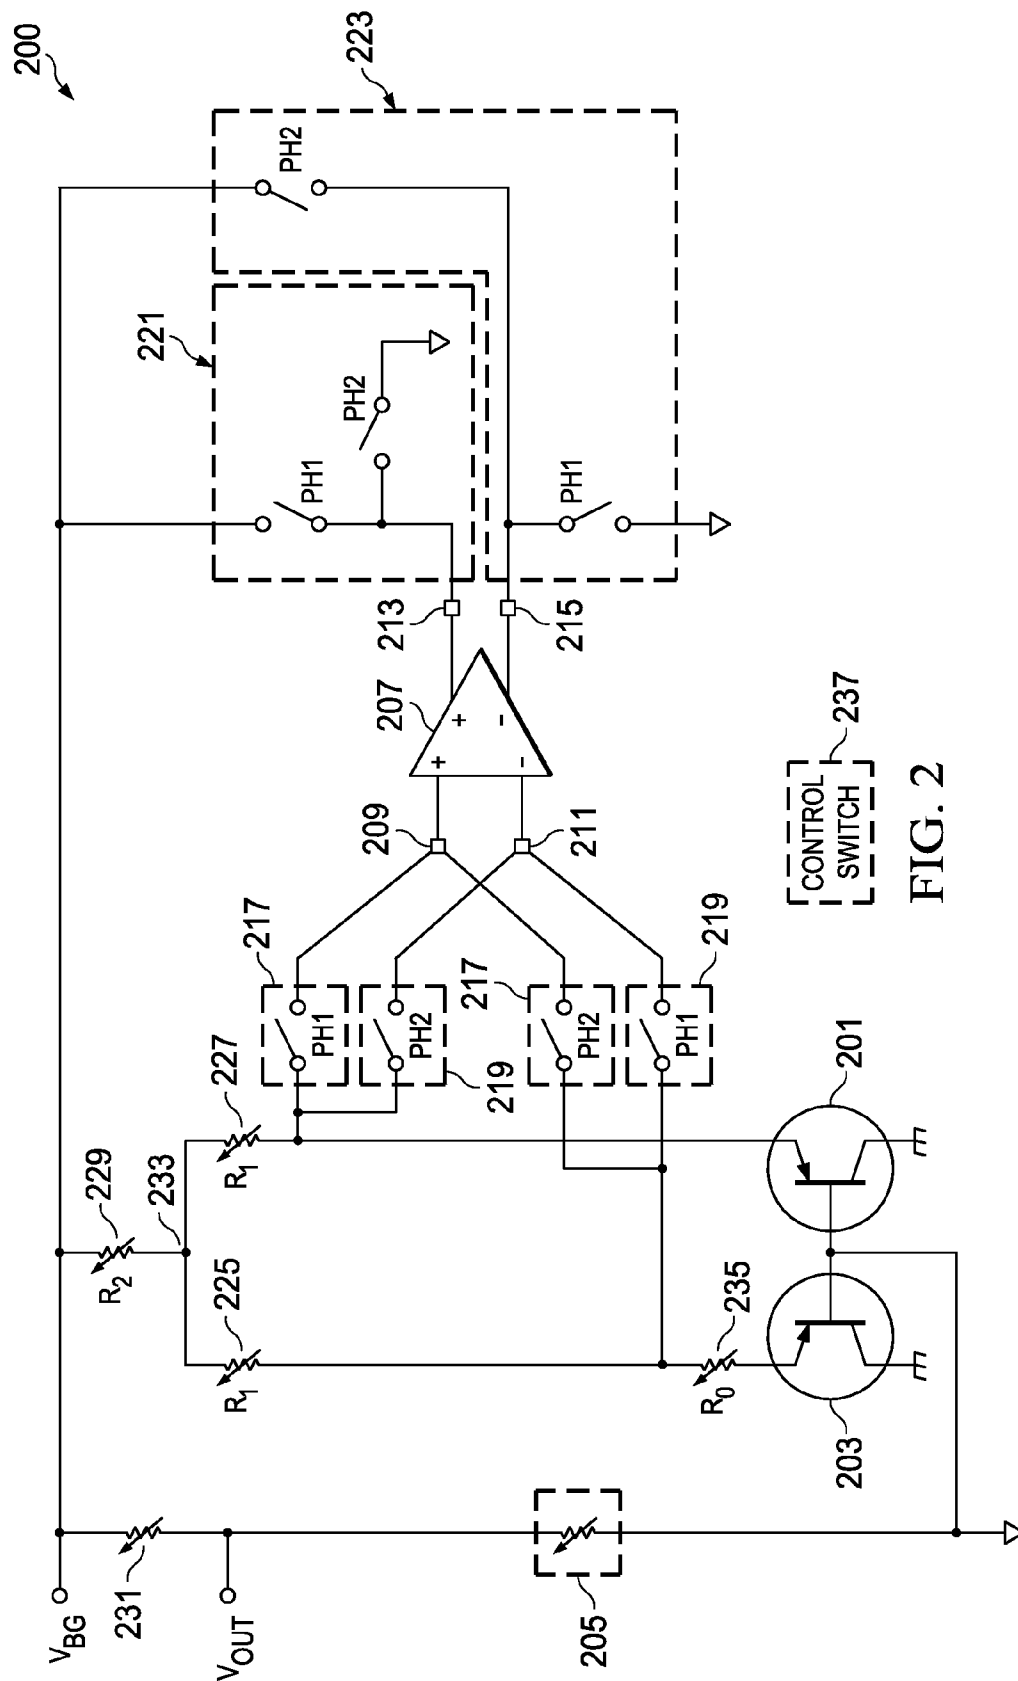 200
223
PH2
221
PH2
PH1
PH1
213
215
207
+
-
+
-
237
CONTROL
SWITCH
FIG. 2
209
211
217
219
217
PH1
PH2
PH2
PH1
219
227
R1
201
229
233
R2
225
R1
235
R0
203
VBG
231
VOUT
205